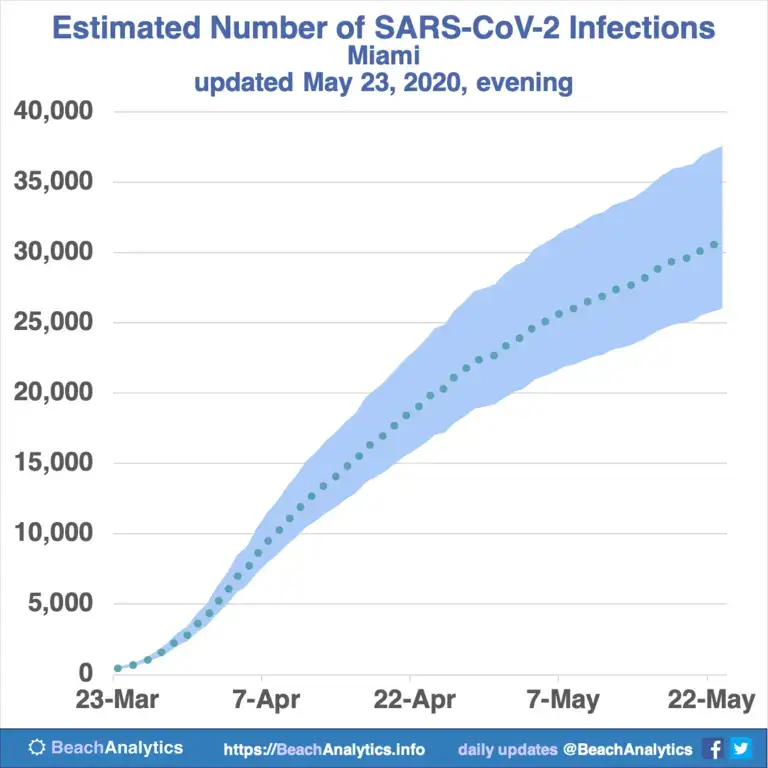 Estimated Number of SARS-CoV-2 Infections
Miami
updated May 23, 2020, evening
40,000
35,000
30,000
25,000
20,000
15,000
10,000
5,000
0
23-Mar 7-Apr 22-Apr 7-May 22-May
BeachAnalytics https://BeachAnalytics.info daily updates @BeachAnalytics f